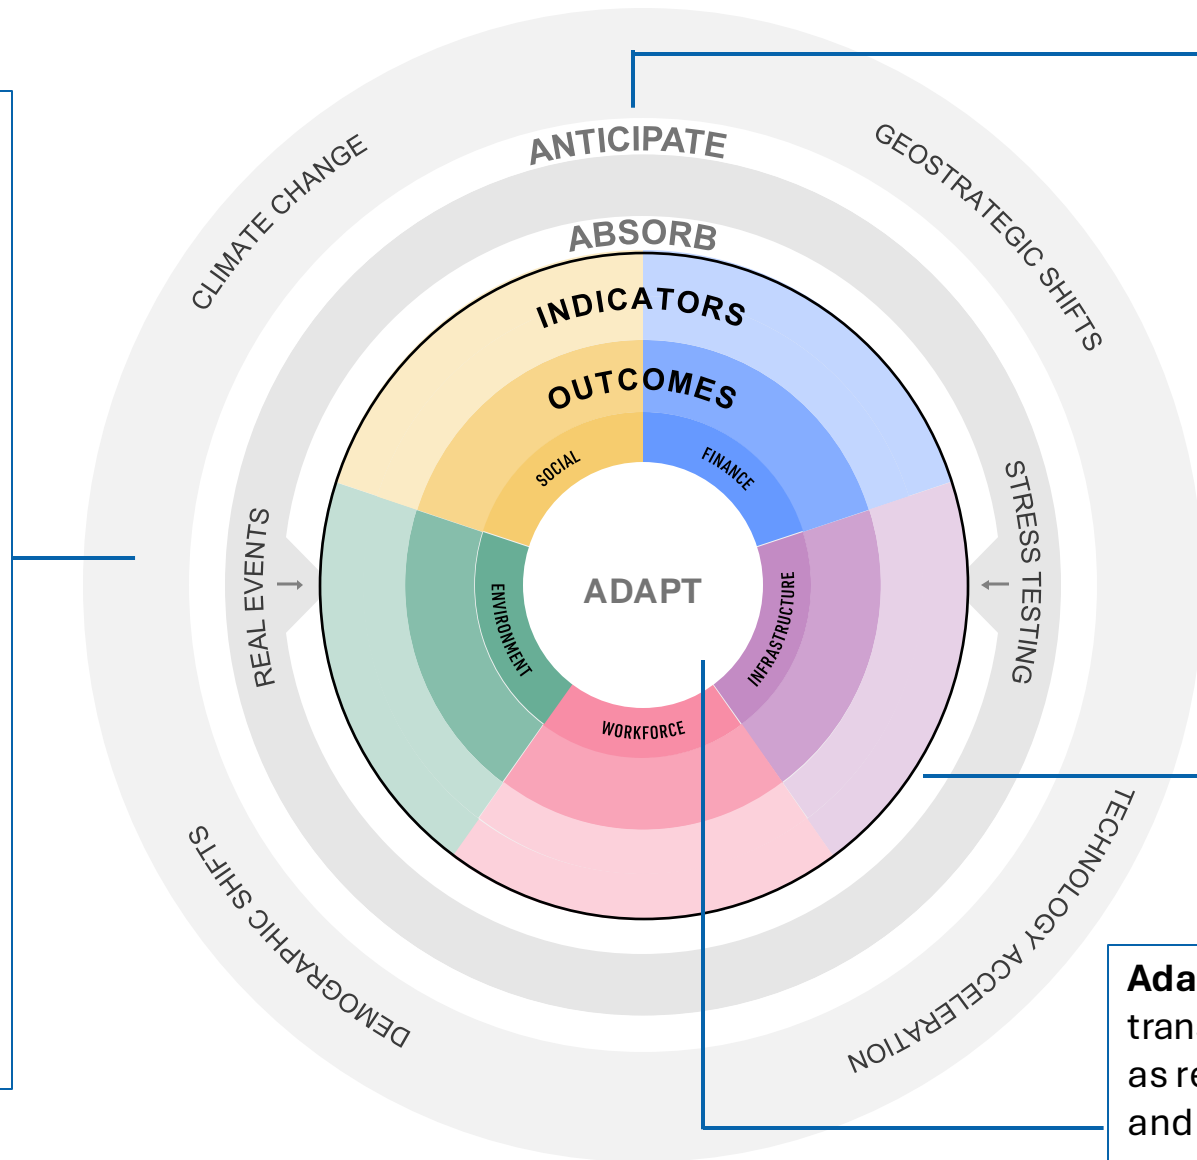 ANTICIPATE
CLIMATE CHANGE
GEOSTRATEGIC SHIFTS
ABSORB
INDICATORS
OUTCOMES
SOCIAL
FINANCE
REAL EVENTS
STRESS TESTING
ENVIRONMENT
ADAPT
INFRASTRUCTURE
WORKFORCE
DEMOGRAPHIC SHIFTS
TECHNOLOGY ACCELERATION
Ada
tran
as re
and